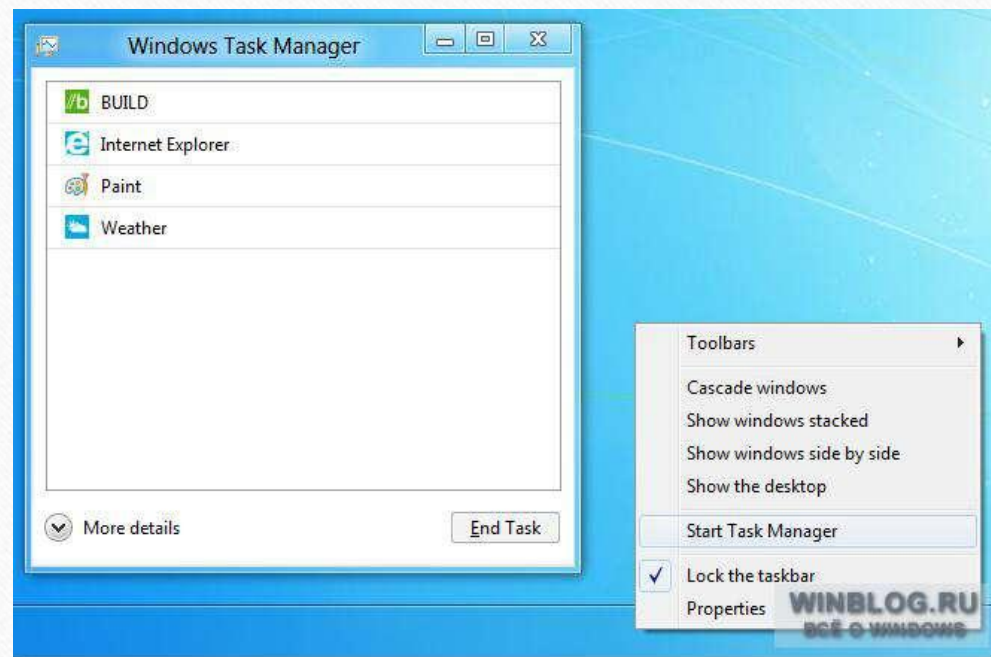 Windows Task Manager
//b BUILD
Internet Explorer
Paint
Weather
More details
End Task
Toolbars
Cascade windows
Show windows stacked
Show windows side by side
Show the desktop
Start Task Manager
Lock the taskbar
Properties
WINBLOG.RU
ВСЁ О WINDOWS